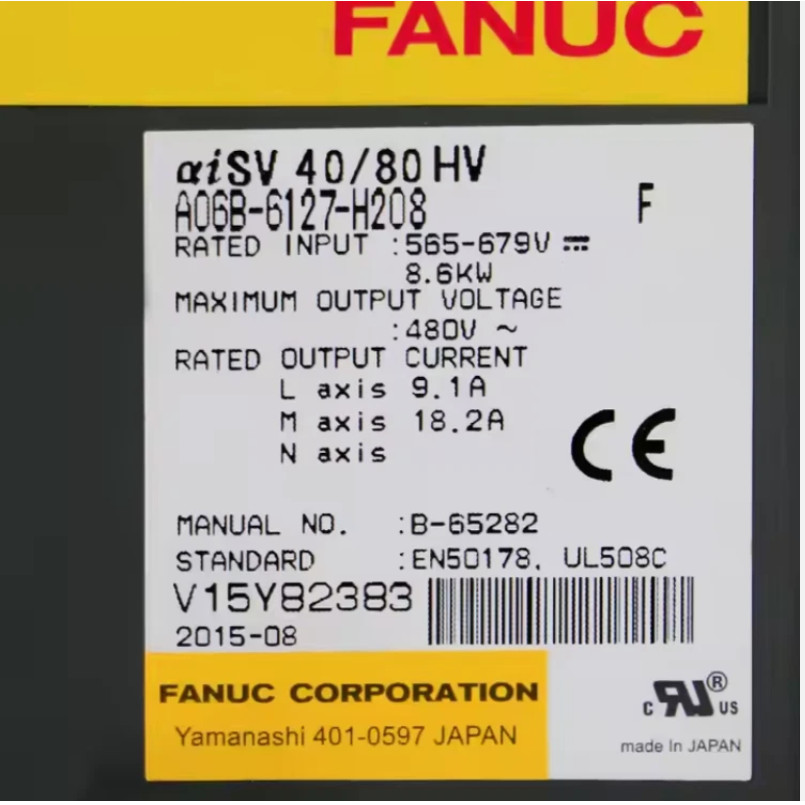 FANUC
αiSV 40/80 HV
A06B-6127-H208 F
RATED INPUT :565-679V ⎓
8.6KW
MAXIMUM OUTPUT VOLTAGE
:480V ~
RATED OUTPUT CURRENT
L axis 9.1A
M axis 18.2A
N axis
CE
MANUAL NO. :B-65282
STANDARD :EN50178, UL508C
V15Y82383
2015-08
FANUC CORPORATION
Yamanashi 401-0597 JAPAN
c RU ® US
made In JAPAN